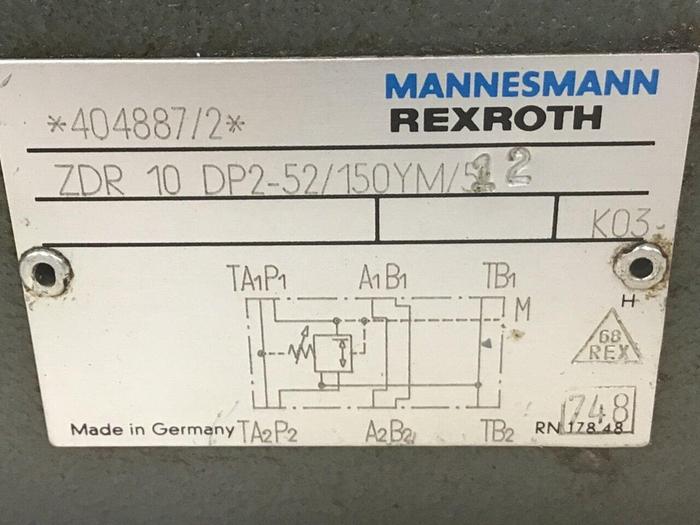 MANNESMANN
REXROTH
*404887/2*
ZDR 10 DP2-52/150YM/12
K03
TA1P1 A1B1 TB1
M
H
68
REX
748
Made in Germany TA2P2 A2B2 TB2 RN 178 48